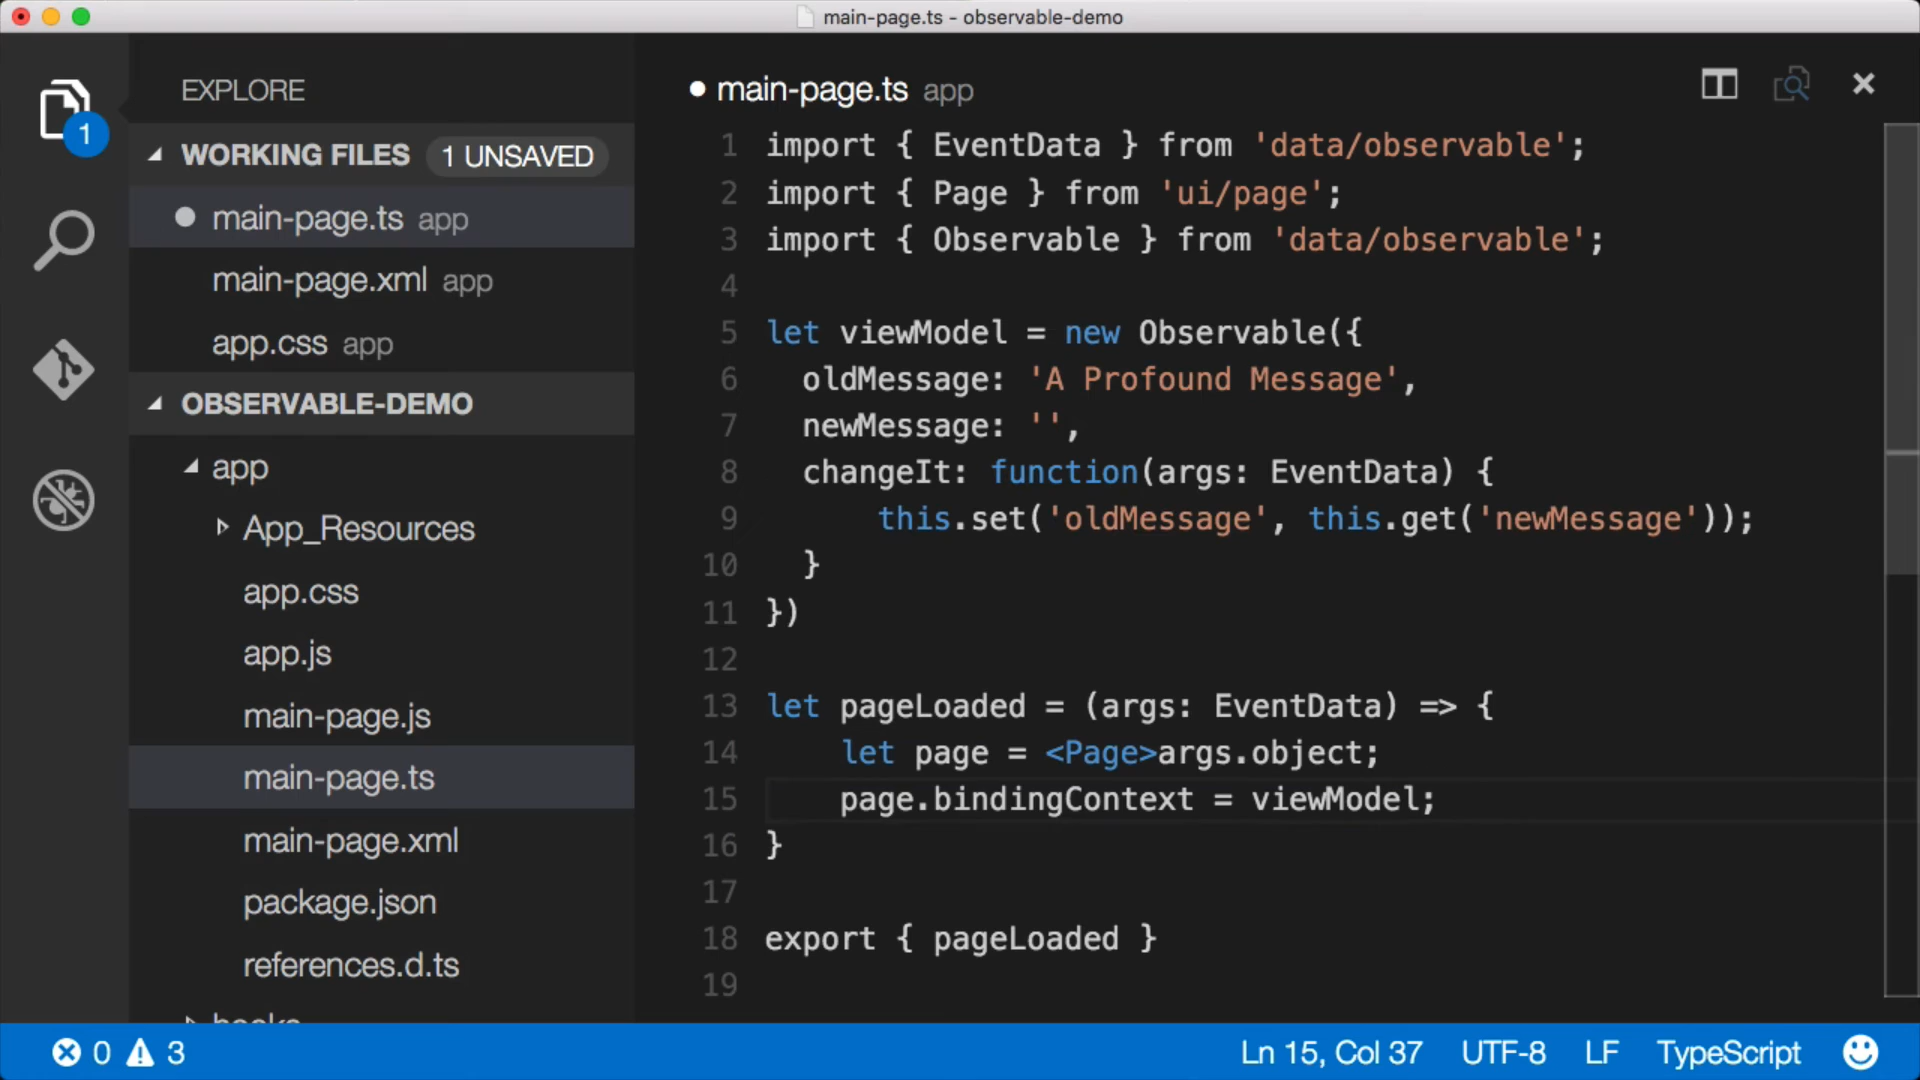 main-page.ts - observable-demo
1
EXPLORE
WORKING FILES 1 UNSAVED
main-page.ts app
main-page.xml app
app.css app
OBSERVABLE-DEMO
app
App_Resources
app.css
app.js
main-page.js
main-page.ts
main-page.xml
package.json
references.d.ts
main-page.ts app
1 import { EventData } from 'data/observable';
2 import { Page } from 'ui/page';
3 import { Observable } from 'data/observable';
4
5 let viewModel = new Observable({
6   oldMessage: 'A Profound Message',
7   newMessage: '',
8   changeIt: function(args: EventData) {
9       this.set('oldMessage', this.get('newMessage'));
10   }
11 })
12
13 let pageLoaded = (args: EventData) => {
14     let page = <Page>args.object;
15     page.bindingContext = viewModel;
16 }
17
18 export { pageLoaded }
19
0 3
Ln 15, Col 37 UTF-8 LF TypeScript